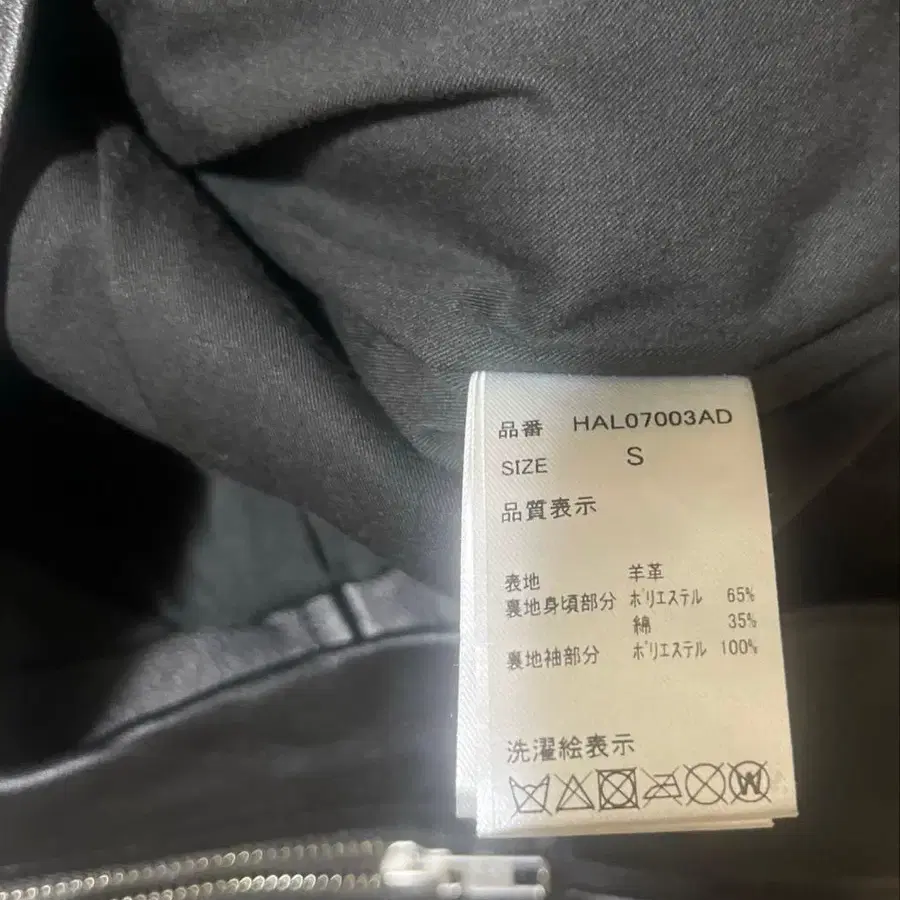 品番 HAL07003AD
SIZE S
品質表示
表地 羊革
裏地身頃部分 ポリエステル 65%
綿 35%
裏地袖部分 ポリエステル 100%
洗濯絵表示